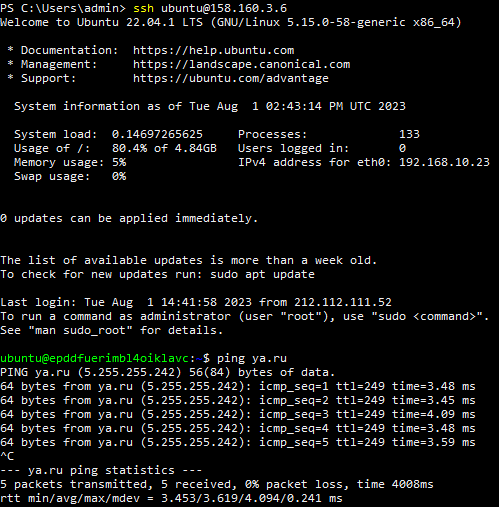 PS C:\Users\admin> ssh ubuntu@158.160.3.6
Welcome to Ubuntu 22.04.1 LTS (GNU/Linux 5.15.0-58-generic x86_64)
* Documentation: https://help.ubuntu.com
* Management: https://landscape.canonical.com
* Support: https://ubuntu.com/advantage
System information as of Tue Aug 1 02:43:14 PM UTC 2023
System load: 0.14697265625 Processes: 133
Usage of /: 80.4% of 4.84GB Users logged in: 0
Memory usage: 5% IPv4 address for eth0: 192.168.10.23
Swap usage: 0%
0 updates can be applied immediately.
The list of available updates is more than a week old.
To check for new updates run: sudo apt update
Last login: Tue Aug 1 14:41:58 2023 from 212.112.111.52
To run a command as administrator (user "root"), use "sudo <command>".
See "man sudo_root" for details.
ubuntu@epddfuerimbl4oiklavc:~$ ping ya.ru
PING ya.ru (5.255.255.242) 56(84) bytes of data.
64 bytes from ya.ru (5.255.255.242): icmp_seq=1 ttl=249 time=3.48 ms
64 bytes from ya.ru (5.255.255.242): icmp_seq=2 ttl=249 time=3.45 ms
64 bytes from ya.ru (5.255.255.242): icmp_seq=3 ttl=249 time=4.09 ms
64 bytes from ya.ru (5.255.255.242): icmp_seq=4 ttl=249 time=3.48 ms
64 bytes from ya.ru (5.255.255.242): icmp_seq=5 ttl=249 time=3.59 ms
^C
--- ya.ru ping statistics ---
5 packets transmitted, 5 received, 0% packet loss, time 4008ms
rtt min/avg/max/mdev = 3.453/3.619/4.094/0.241 ms